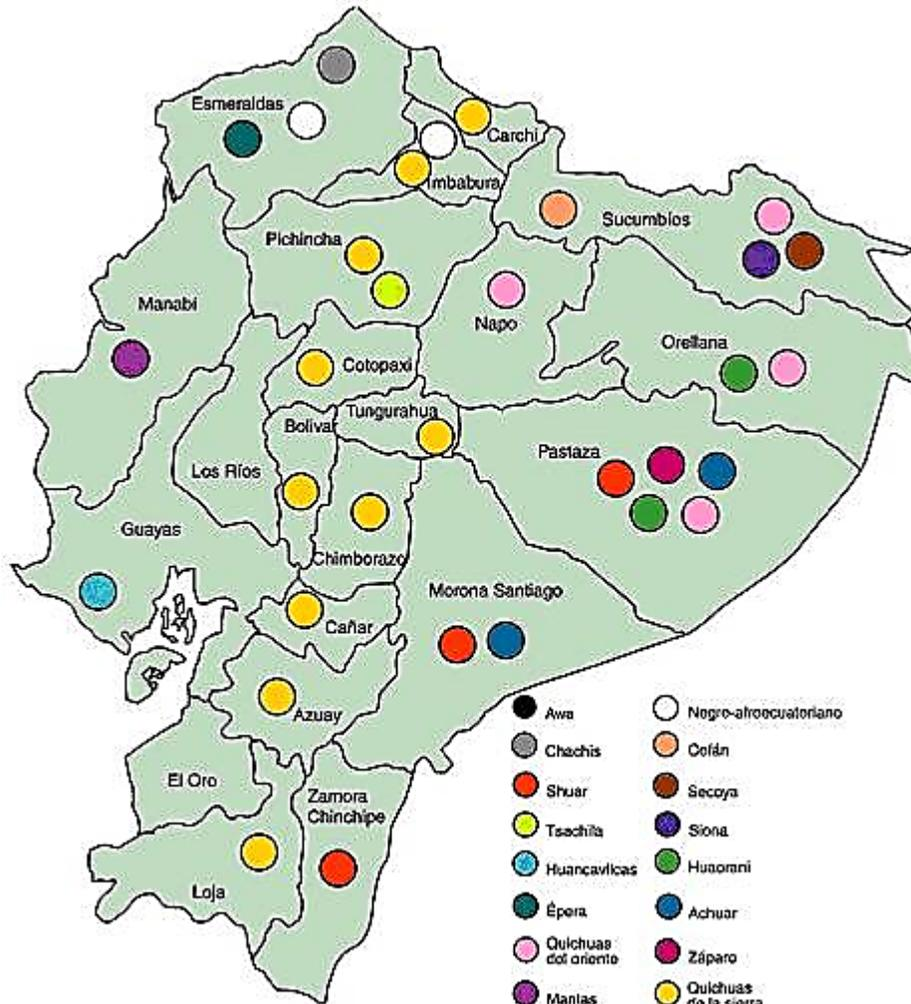 Esmeraldas
Carchi
Imbabura
Sucumbíos
Pichincha
Manabí
Napo
Orellana
Cotopaxi
Tungurahua
Bolívar
Pastaza
Los Ríos
Guayas
Chimborazo
Morona Santiago
Cañar
Azuay
El Oro
Zamora
Chinchipe
Loja
Awa
Negro-afroecuatoriano
Chachis
Cofán
Shuar
Secoya
Tsachila
Siona
Huancavilcas
Huaorani
Épera
Achuar
Quichuas
del oriente
Záparo
Mantas
Quichuas
de la sierra